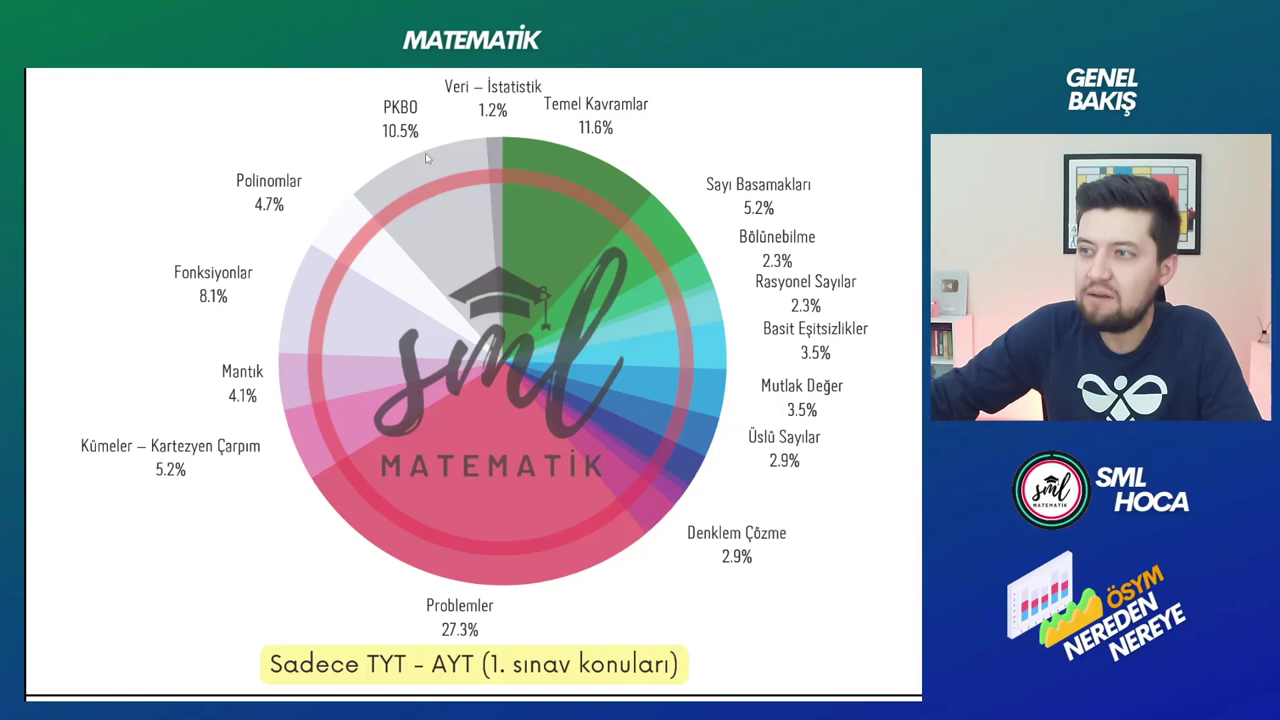 MATEMATİK
GENEL
BAKIŞ
Veri – İstatistik
1.2%
PKBO
10.5%
Temel Kavramlar
11.6%
Polinomlar
4.7%
Sayı Basamakları
5.2%
Bölünebilme
2.3%
Fonksiyonlar
8.1%
Rasyonel Sayılar
2.3%
Basit Eşitsizlikler
3.5%
Mantık
4.1%
Mutlak Değer
3.5%
Kümeler – Kartezyen Çarpım
5.2%
Üslü Sayılar
2.9%
sml
MATEMATİK
Denklem Çözme
2.9%
Problemler
27.3%
Sadece TYT - AYT (1. sınav konuları)
sml
MATEMATİK
SML
HOCA
ÖSYM
NEREDEN
NEREYE